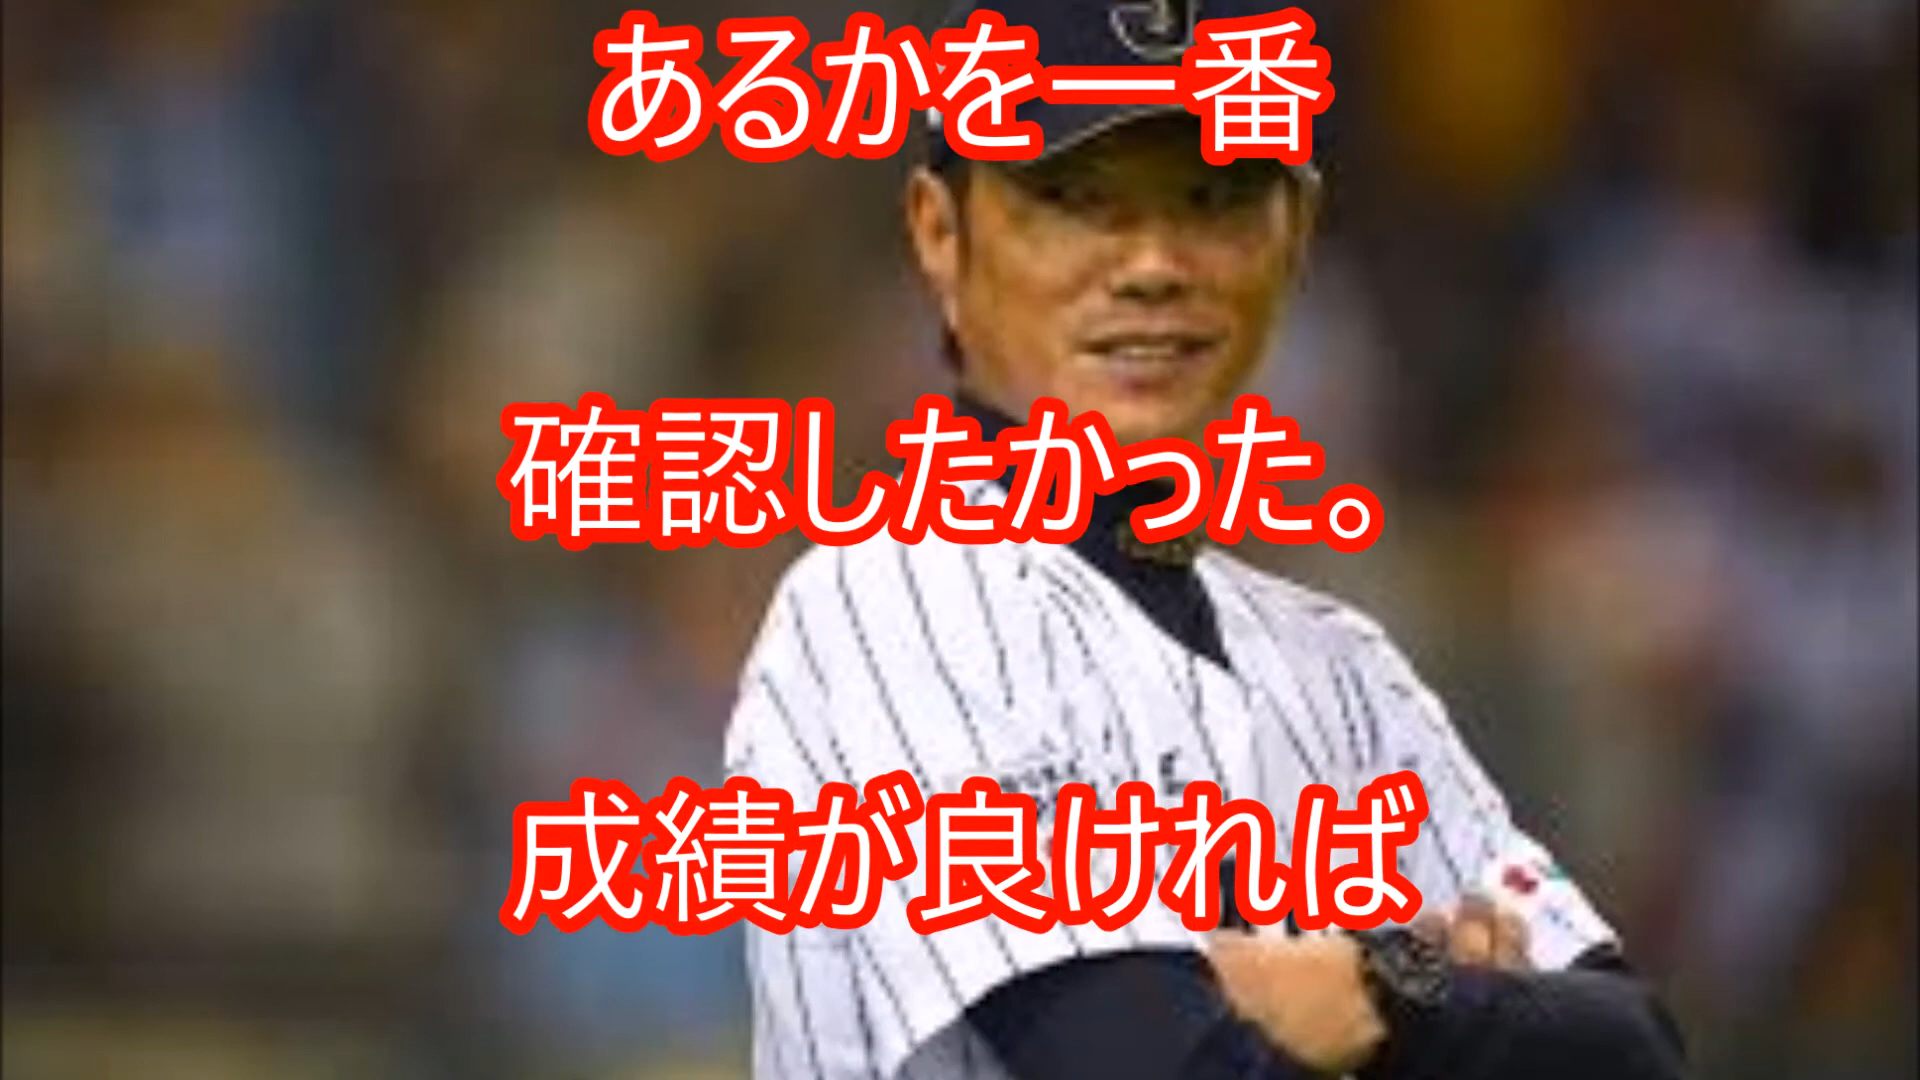 あるかを一番
確認したかった。
成績が良ければ